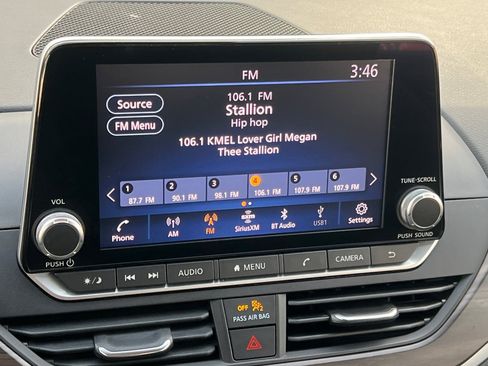 FM 3:46
Source
106.1 FM
Stallion
FM Menu
Hip hop
106.1 KMEL Lover Girl Megan
Thee Stallion
1 2 3 4 5 6
87.7 FM 90.1 FM 98.1 FM 106.1 FM 107.9 FM 107.9 FM
VOL
TUNE·SCROLL
Phone AM FM SiriusXM BT Audio USB1 Settings
PUSH
PUSH SOUND
AUDIO MENU CAMERA
OFF 2
PASS AIR BAG